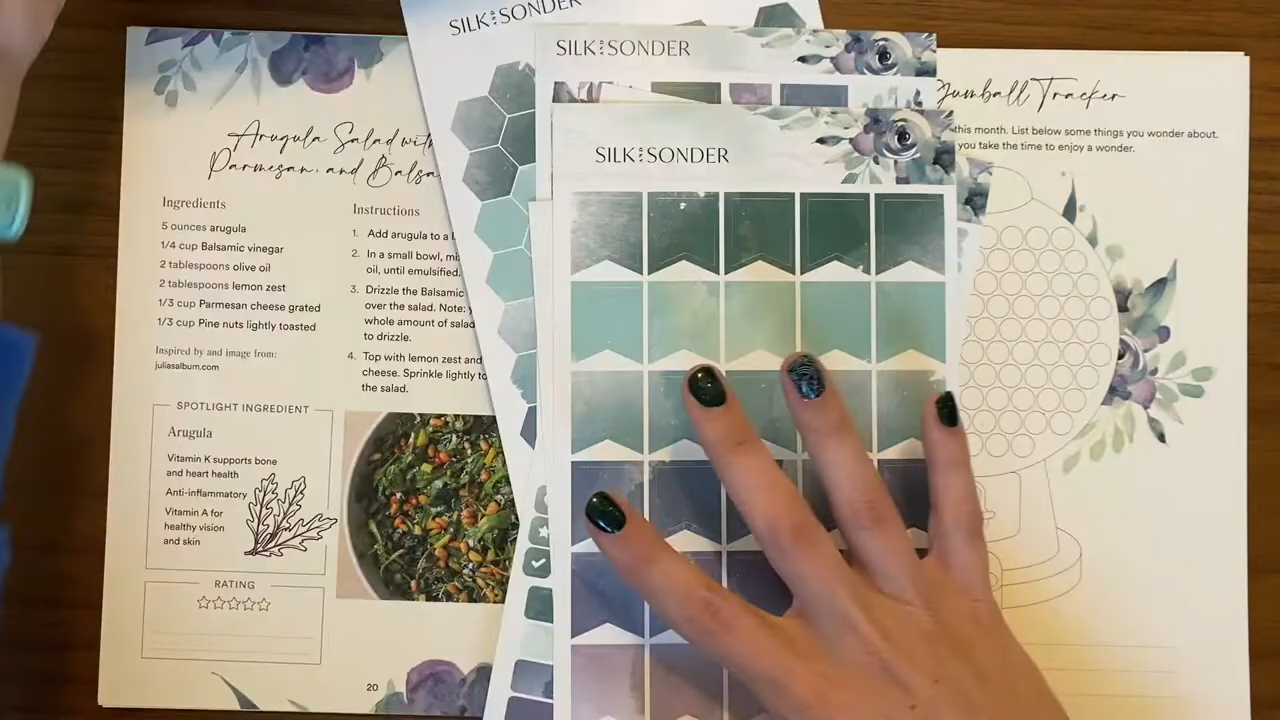 SILK AND SONDER
SILK AND SONDER
SILK AND SONDER
Arugula Salad with
Parmesan, and
Ingredients
5 ounces arugula
1/4 cup Balsamic vinegar
2 tablespoons olive oil
2 tablespoons lemon zest
1/3 cup Parmesan cheese grated
1/3 cup Pine nuts lightly toasted
Inspired by and image from:
juliasalbum.com
Instructions
1. Add arugula to a
2. In a small bowl,
oil, until emulsified.
3. Drizzle the Balsamic
over the salad. Note:
whole amount of salad
to drizzle.
4. Top with lemon zest and
cheese. Sprinkle lightly
the salad.
SPOTLIGHT INGREDIENT
Arugula
Vitamin K supports bone
and heart health
Anti-inflammatory
Vitamin A for
healthy vision
and skin
RATING
20
Gumball Tracker
this month. List below some things you wonder about.
you take the time to enjoy a wonder.